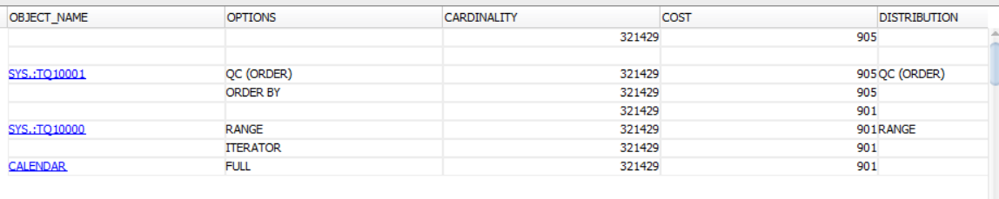 OBJECT_NAME OPTIONS CARDINALITY COST DISTRIBUTION
321429 905
SYS.:TQ10001 QC (ORDER) 321429 905 QC (ORDER)
ORDER BY 321429 905
321429 901
SYS.:TQ10000 RANGE 321429 901 RANGE
ITERATOR 321429 901
CALENDAR FULL 321429 901